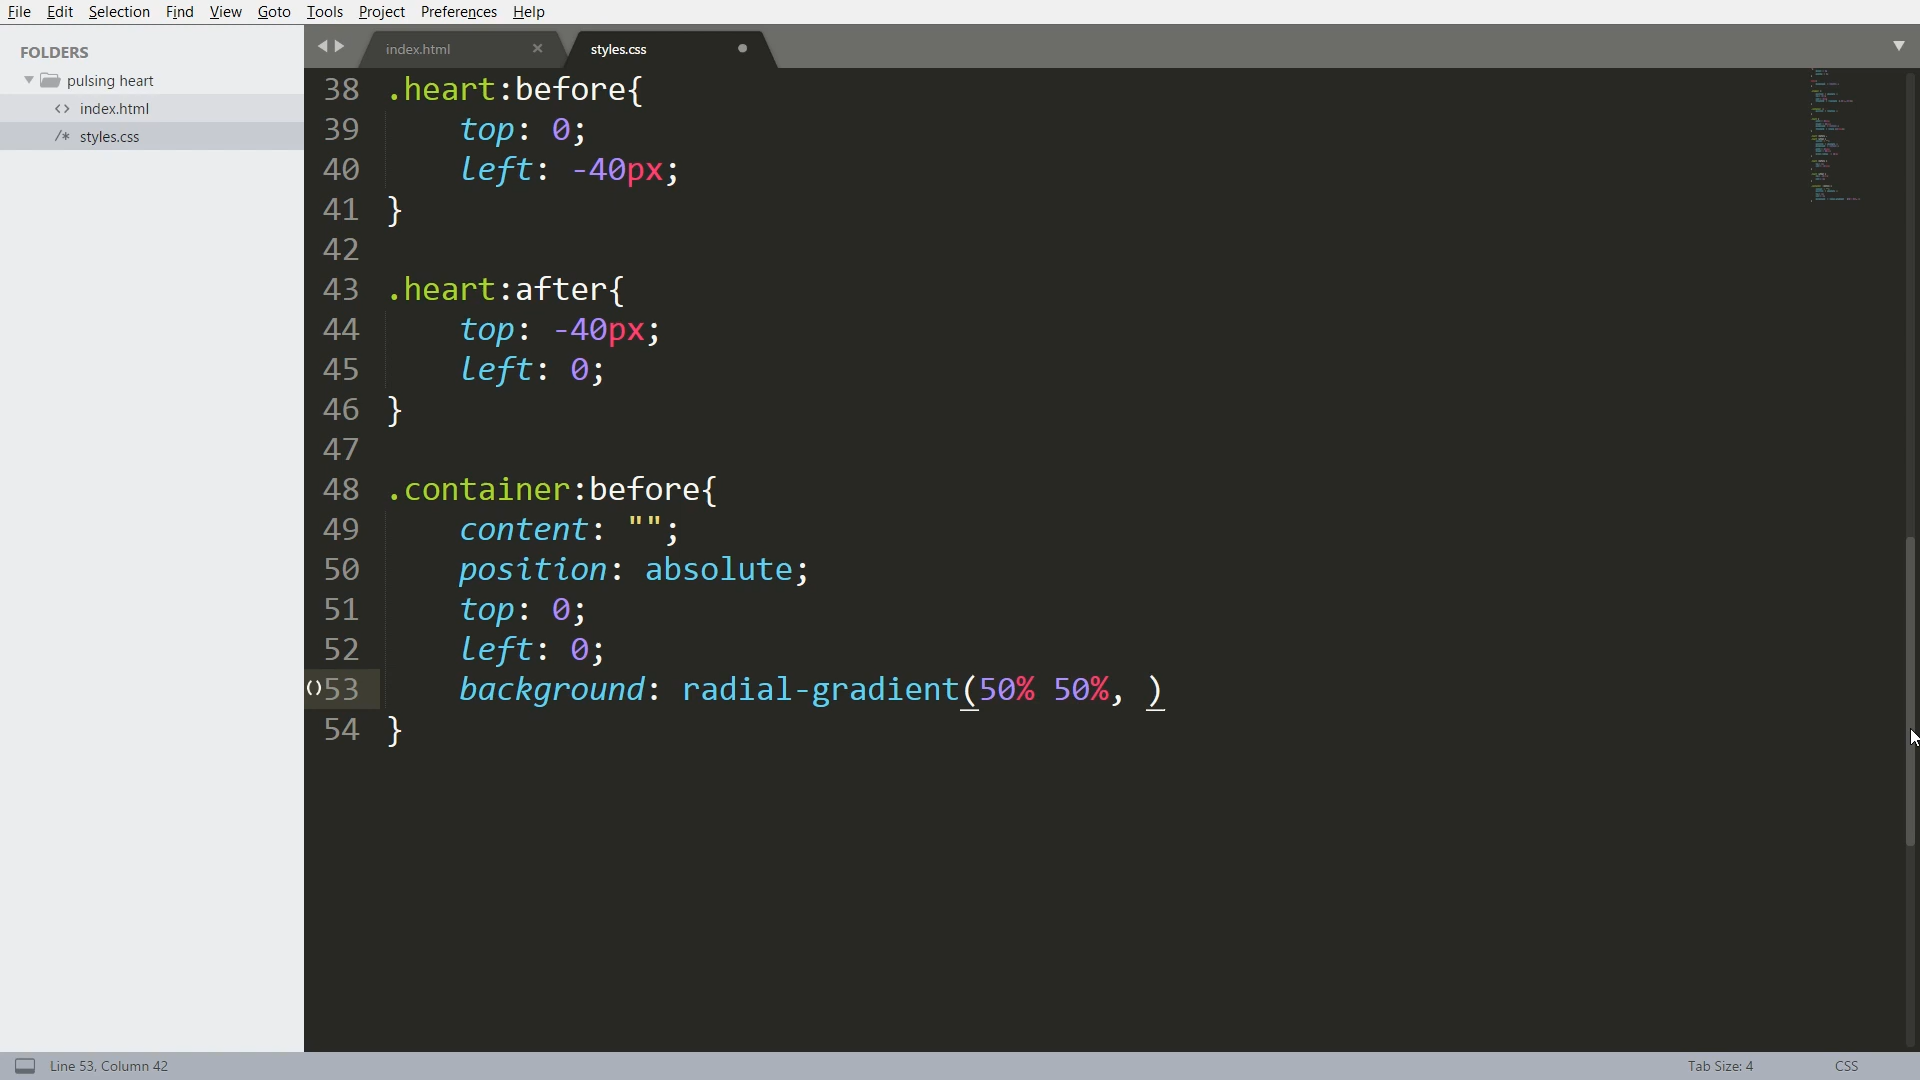 File Edit Selection Find View Goto Tools Project Preferences Help
FOLDERS
pulsing heart
<> index.html
/* styles.css
index.html
styles.css
38 .heart:before{
39 top: 0;
40 left: -40px;
41 }
42
43 .heart:after{
44 top: -40px;
45 left: 0;
46 }
47
48 .container:before{
49 content: "";
50 position: absolute;
51 top: 0;
52 left: 0;
53 background: radial-gradient(50% 50%, )
54 }
Line 53, Column 42
Tab Size: 4
CSS